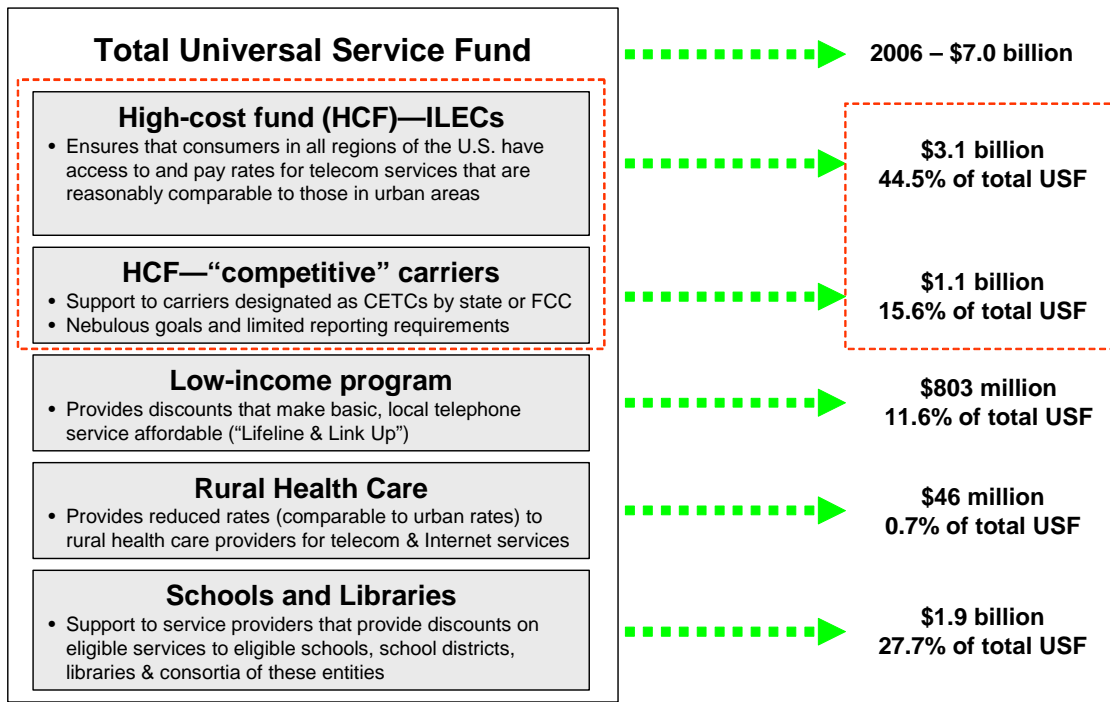 Total Universal Service Fund
2006 – $7.0 billion
High-cost fund (HCF)—ILECs
• Ensures that consumers in all regions of the U.S. have
access to and pay rates for telecom services that are
reasonably comparable to those in urban areas
$3.1 billion
44.5% of total USF
HCF—“competitive” carriers
• Support to carriers designated as CETCs by state or FCC
• Nebulous goals and limited reporting requirements
$1.1 billion
15.6% of total USF
Low-income program
• Provides discounts that make basic, local telephone
service affordable (“Lifeline & Link Up”)
$803 million
11.6% of total USF
Rural Health Care
• Provides reduced rates (comparable to urban rates) to
rural health care providers for telecom & Internet services
$46 million
0.7% of total USF
Schools and Libraries
• Support to service providers that provide discounts on
eligible services to eligible schools, school districts,
libraries & consortia of these entities
$1.9 billion
27.7% of total USF